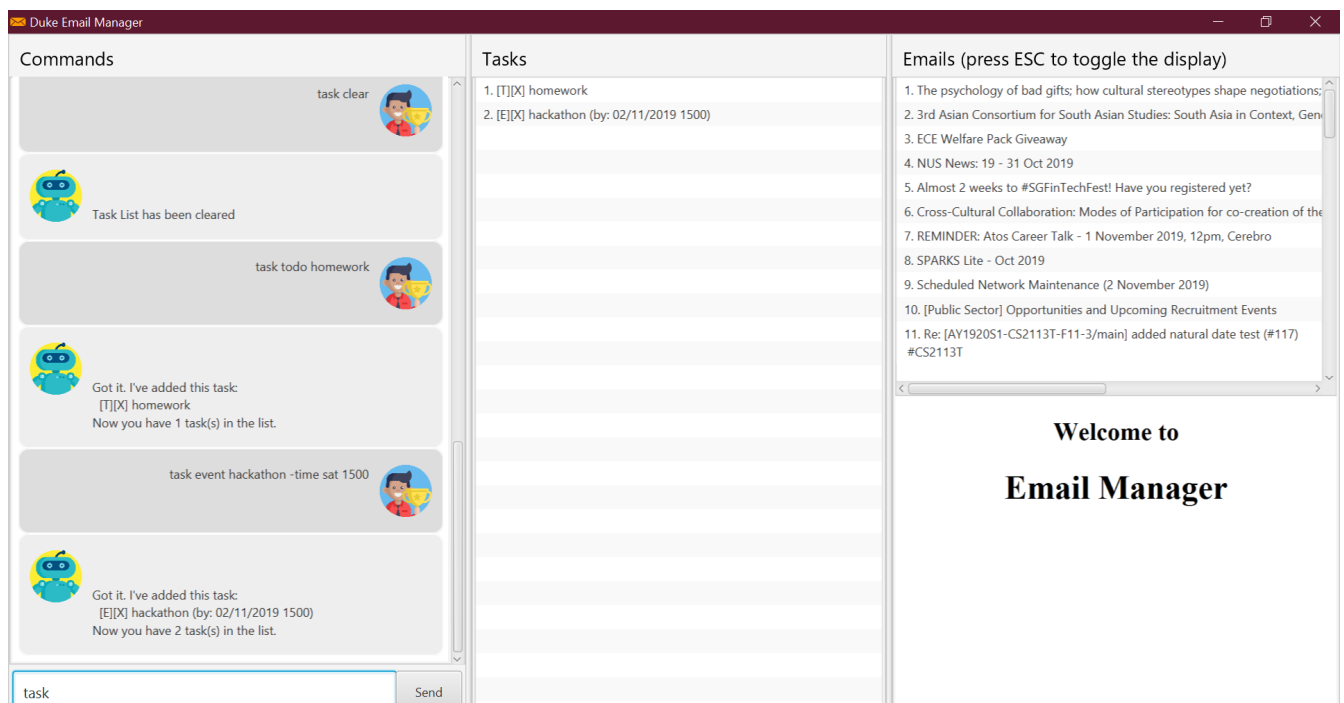 Duke Email Manager
Commands
task clear
Task List has been cleared
task todo homework
Got it. I've added this task:
[T][X] homework
Now you have 1 task(s) in the list.
task event hackathon -time sat 1500
Got it. I've added this task:
[E][X] hackathon (by: 02/11/2019 1500)
Now you have 2 task(s) in the list.
task
Send
Tasks
1. [T][X] homework
2. [E][X] hackathon (by: 02/11/2019 1500)
Emails (press ESC to toggle the display)
1. The psychology of bad gifts; how cultural stereotypes shape negotiations;
2. 3rd Asian Consortium for South Asian Studies: South Asia in Context, Gen
3. ECE Welfare Pack Giveaway
4. NUS News: 19 - 31 Oct 2019
5. Almost 2 weeks to #SGFinTechFest! Have you registered yet?
6. Cross-Cultural Collaboration: Modes of Participation for co-creation of the
7. REMINDER: Atos Career Talk - 1 November 2019, 12pm, Cerebro
8. SPARKS Lite - Oct 2019
9. Scheduled Network Maintenance (2 November 2019)
10. [Public Sector] Opportunities and Upcoming Recruitment Events
11. Re: [AY1920S1-CS2113T-F11-3/main] added natural date test (#117)
#CS2113T
Welcome to
Email Manager